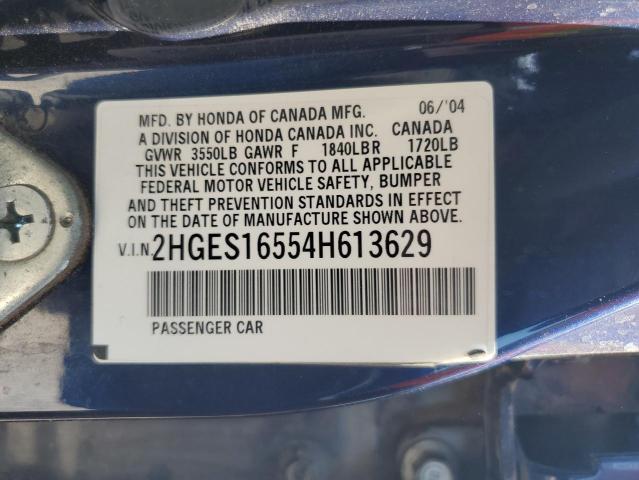 MFD. BY HONDA OF CANADA MFG. 06/'04
A DIVISION OF HONDA CANADA INC. CANADA
GVWR 3550LB GAWR F 1840LBR 1720LB
THIS VEHICLE CONFORMS TO ALL APPLICABLE
FEDERAL MOTOR VEHICLE SAFETY, BUMPER
AND THEFT PREVENTION STANDARDS IN EFFECT
ON THE DATE OF MANUFACTURE SHOWN ABOVE.
V.I.N. 2HGES16554H613629
PASSENGER CAR